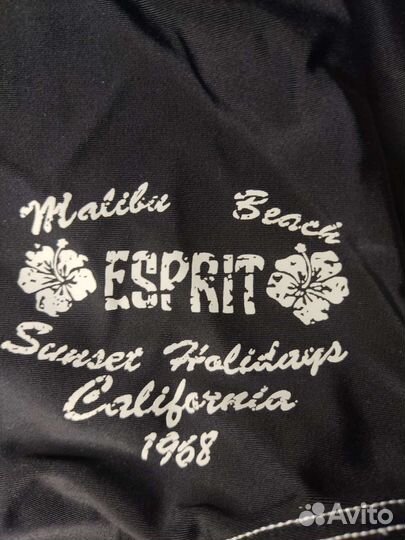 Malibu Beach
ESPRIT
Sunset Holidays
California
1968
Avito